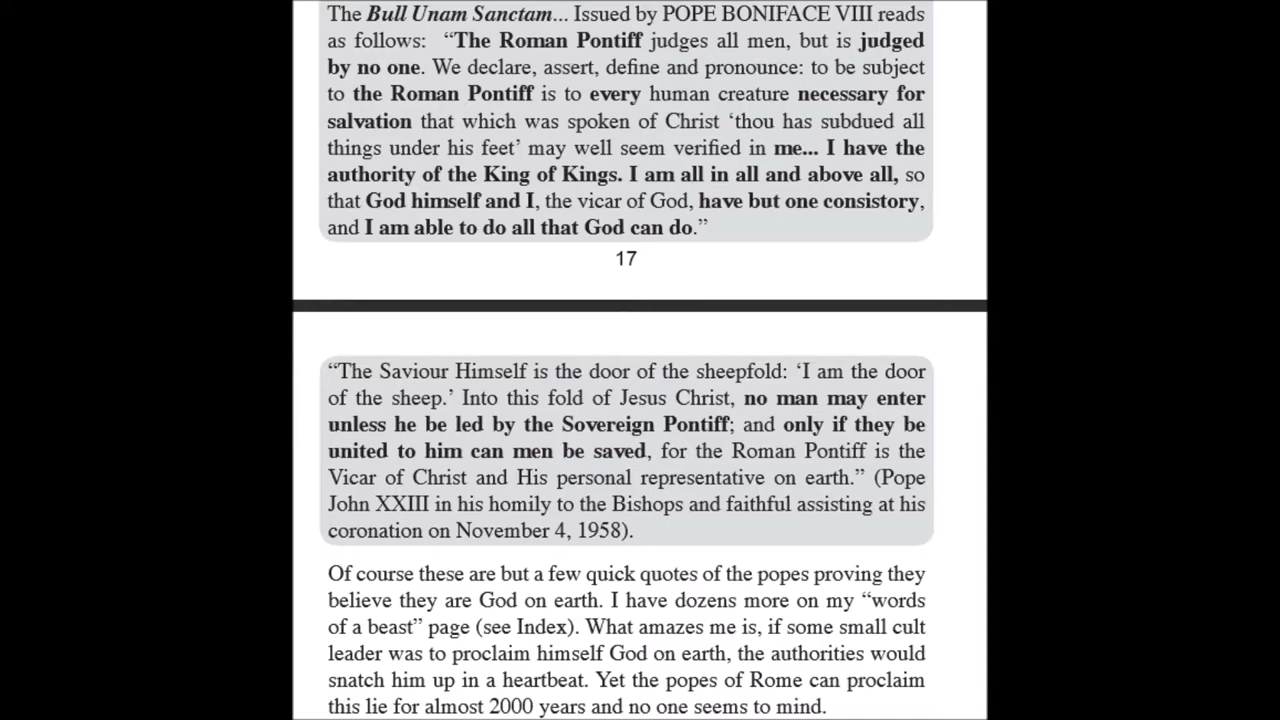 The Bull Unam Sanctam... Issued by POPE BONIFACE VIII reads
as follows: “The Roman Pontiff judges all men, but is judged
by no one. We declare, assert, define and pronounce: to be subject
to the Roman Pontiff is to every human creature necessary for
salvation that which was spoken of Christ ‘thou has subdued all
things under his feet’ may well seem verified in me... I have the
authority of the King of Kings. I am all in all and above all, so
that God himself and I, the vicar of God, have but one consistory,
and I am able to do all that God can do.”
17
“The Saviour Himself is the door of the sheepfold: ‘I am the door
of the sheep.’ Into this fold of Jesus Christ, no man may enter
unless he be led by the Sovereign Pontiff; and only if they be
united to him can men be saved, for the Roman Pontiff is the
Vicar of Christ and His personal representative on earth.” (Pope
John XXIII in his homily to the Bishops and faithful assisting at his
coronation on November 4, 1958).
Of course these are but a few quick quotes of the popes proving they
believe they are God on earth. I have dozens more on my “words
of a beast” page (see Index). What amazes me is, if some small cult
leader was to proclaim himself God on earth, the authorities would
snatch him up in a heartbeat. Yet the popes of Rome can proclaim
this lie for almost 2000 years and no one seems to mind.